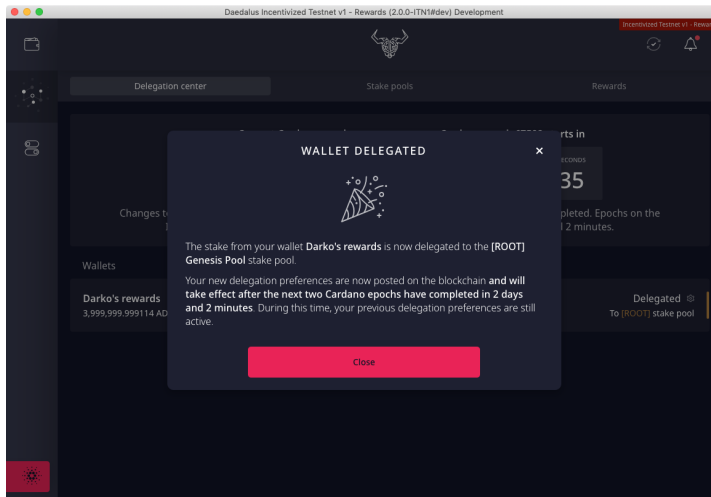 Daedalus Incentivized Testnet v1 - Rewards (2.0.0-ITN1#dev) Development
Incentivized Testnet v1 - Rewar
Delegation center
Stake pools
Rewards
rts in
WALLET DELEGATED
ECONDS
35
Changes t
pleted. Epochs on the
2 minutes.
The stake from your wallet Darko's rewards is now delegated to the [ROOT]
Genesis Pool stake pool.
Your new delegation preferences are now posted on the blockchain and will
take effect after the next two Cardano epochs have completed in 2 days
and 2 minutes. During this time, your previous delegation preferences are still
active.
Wallets
Darko's rewards
3,999,999.999114 AD
Delegated
To [ROOT] stake pool
Close